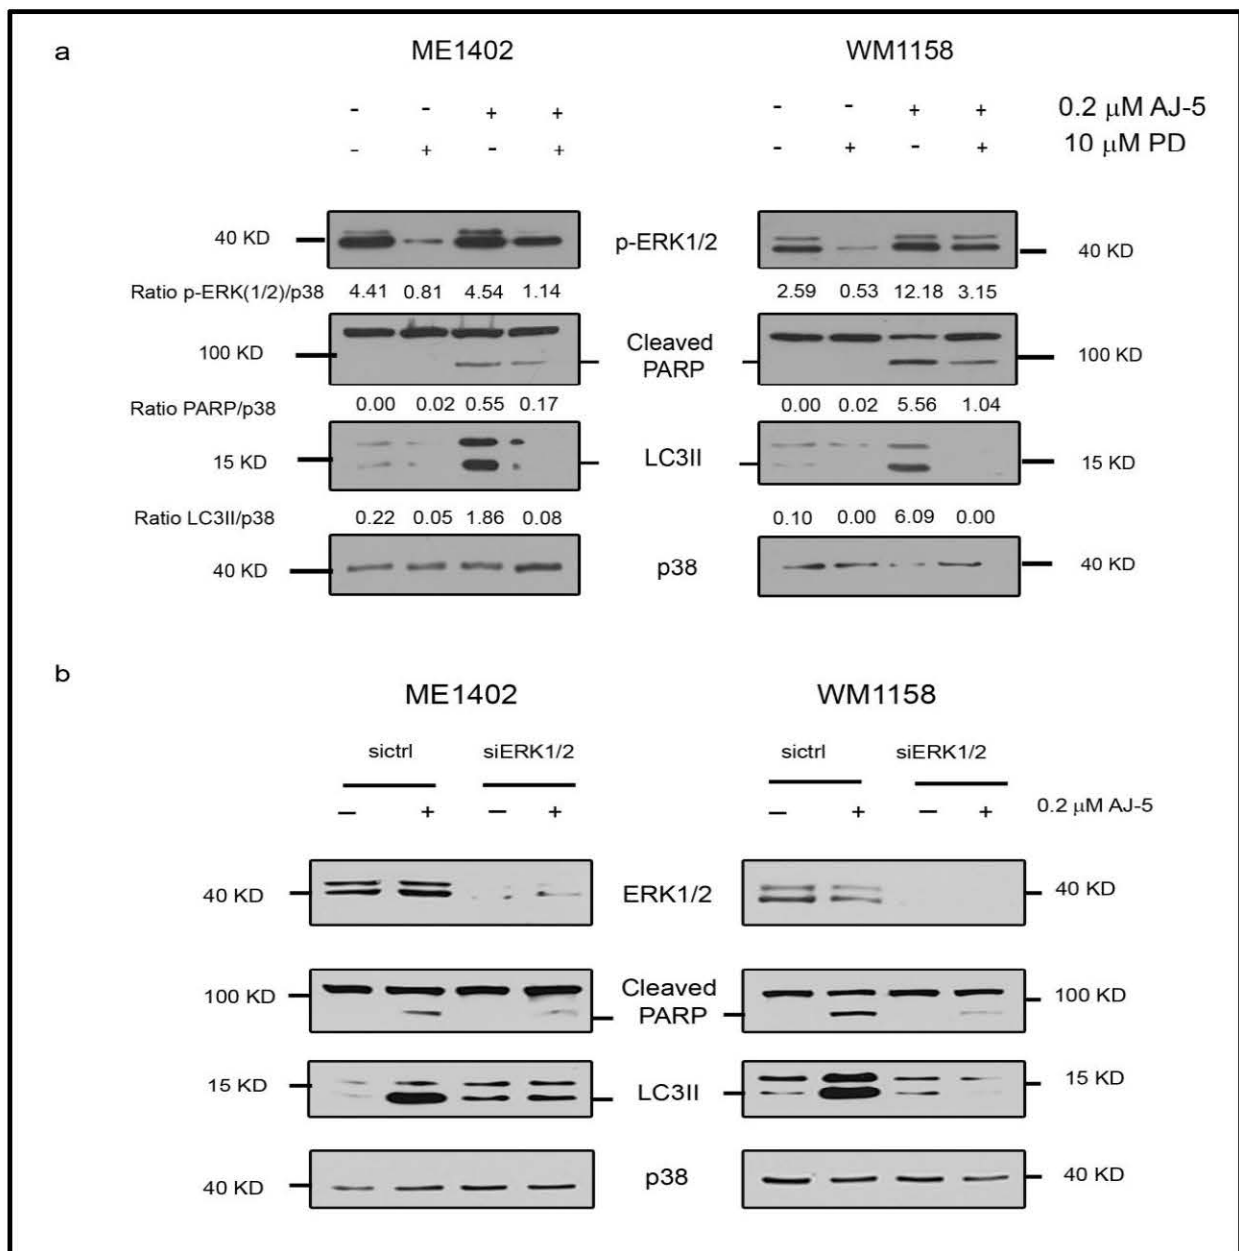 a
ME1402 WM1158
- - + + - - + + 0.2 μM AJ-5
- + - + - + - + 10 μM PD
40 KD p-ERK1/2 40 KD
Ratio p-ERK(1/2)/p38 4.41 0.81 4.54 1.14 2.59 0.53 12.18 3.15
100 KD Cleaved PARP 100 KD
Ratio PARP/p38 0.00 0.02 0.55 0.17 0.00 0.02 5.56 1.04
15 KD LC3II 15 KD
Ratio LC3II/p38 0.22 0.05 1.86 0.08 0.10 0.00 6.09 0.00
40 KD p38 40 KD
b
ME1402 WM1158
sictrl siERK1/2 sictrl siERK1/2
— + — + — + — + 0.2 μM AJ-5
40 KD ERK1/2 40 KD
100 KD Cleaved PARP 100 KD
15 KD LC3II 15 KD
40 KD p38 40 KD